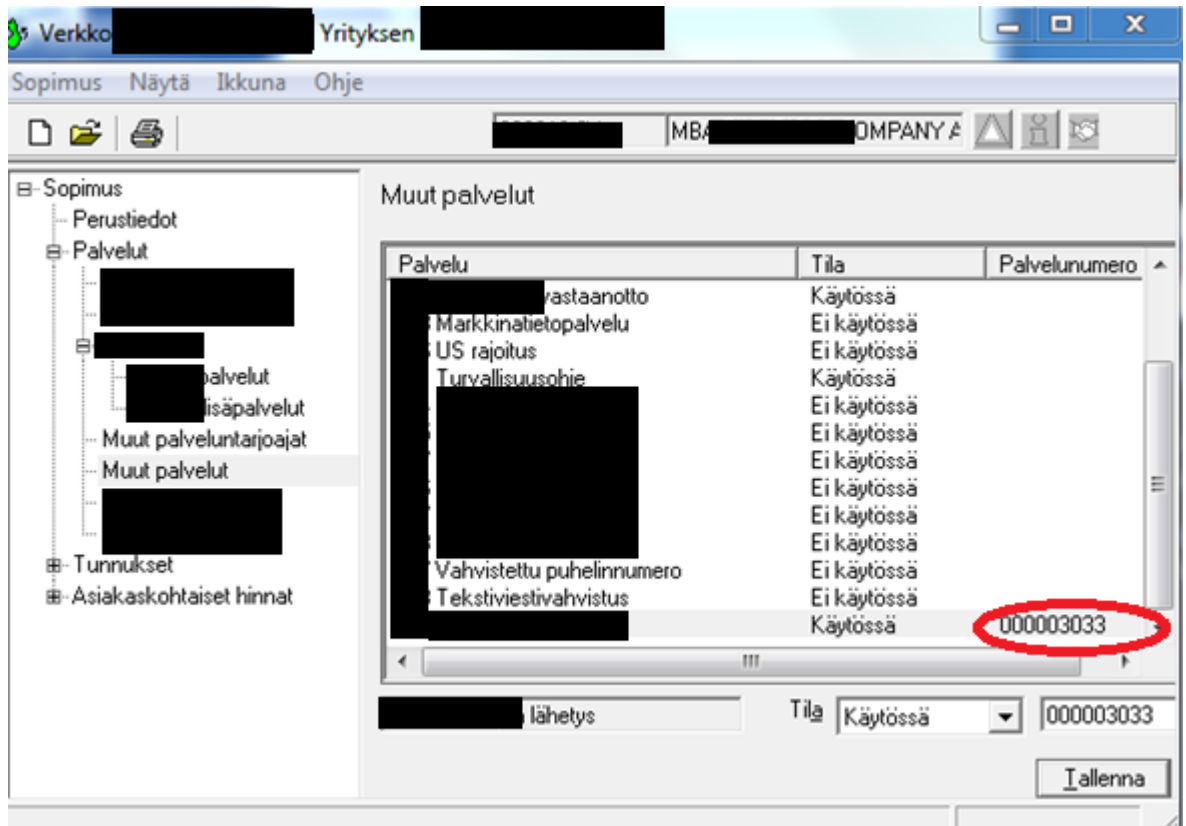 Verkko Yrityksen
Sopimus Näytä Ikkuna Ohje
MBA OMPANY A
Sopimus
Perustiedot
Palvelut
palvelut
lisäpalvelut
Muut palveluntarjoajat
Muut palvelut
Tunnukset
Asiakaskohtaiset hinnat
Muut palvelut
Palvelu Tila Palvelunumero
vastaanotto Käytössä
Markkinatietopalvelu Ei käytössä
US rajoitus Ei käytössä
Turvallisuusohje Käytössä
Ei käytössä
Ei käytössä
Ei käytössä
Ei käytössä
Ei käytössä
Ei käytössä
Vahvistettu puhelinnumero Ei käytössä
Tekstiviestivahvistus Ei käytössä
Käytössä 000003033
lähetys Tila Käytössä 000003033
Tallenna